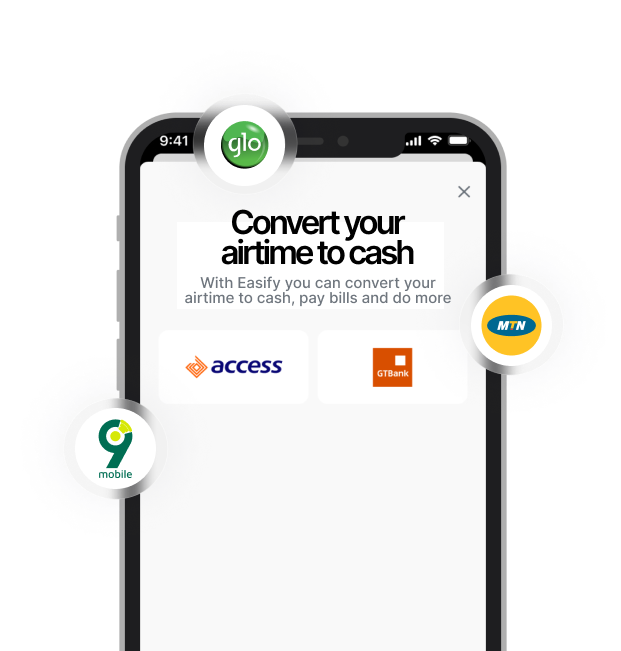 9:41
glo
Convert your
airtime to cash
With Easify you can convert your
airtime to cash, pay bills and do more
MTN
access
GTBank
9
mobile